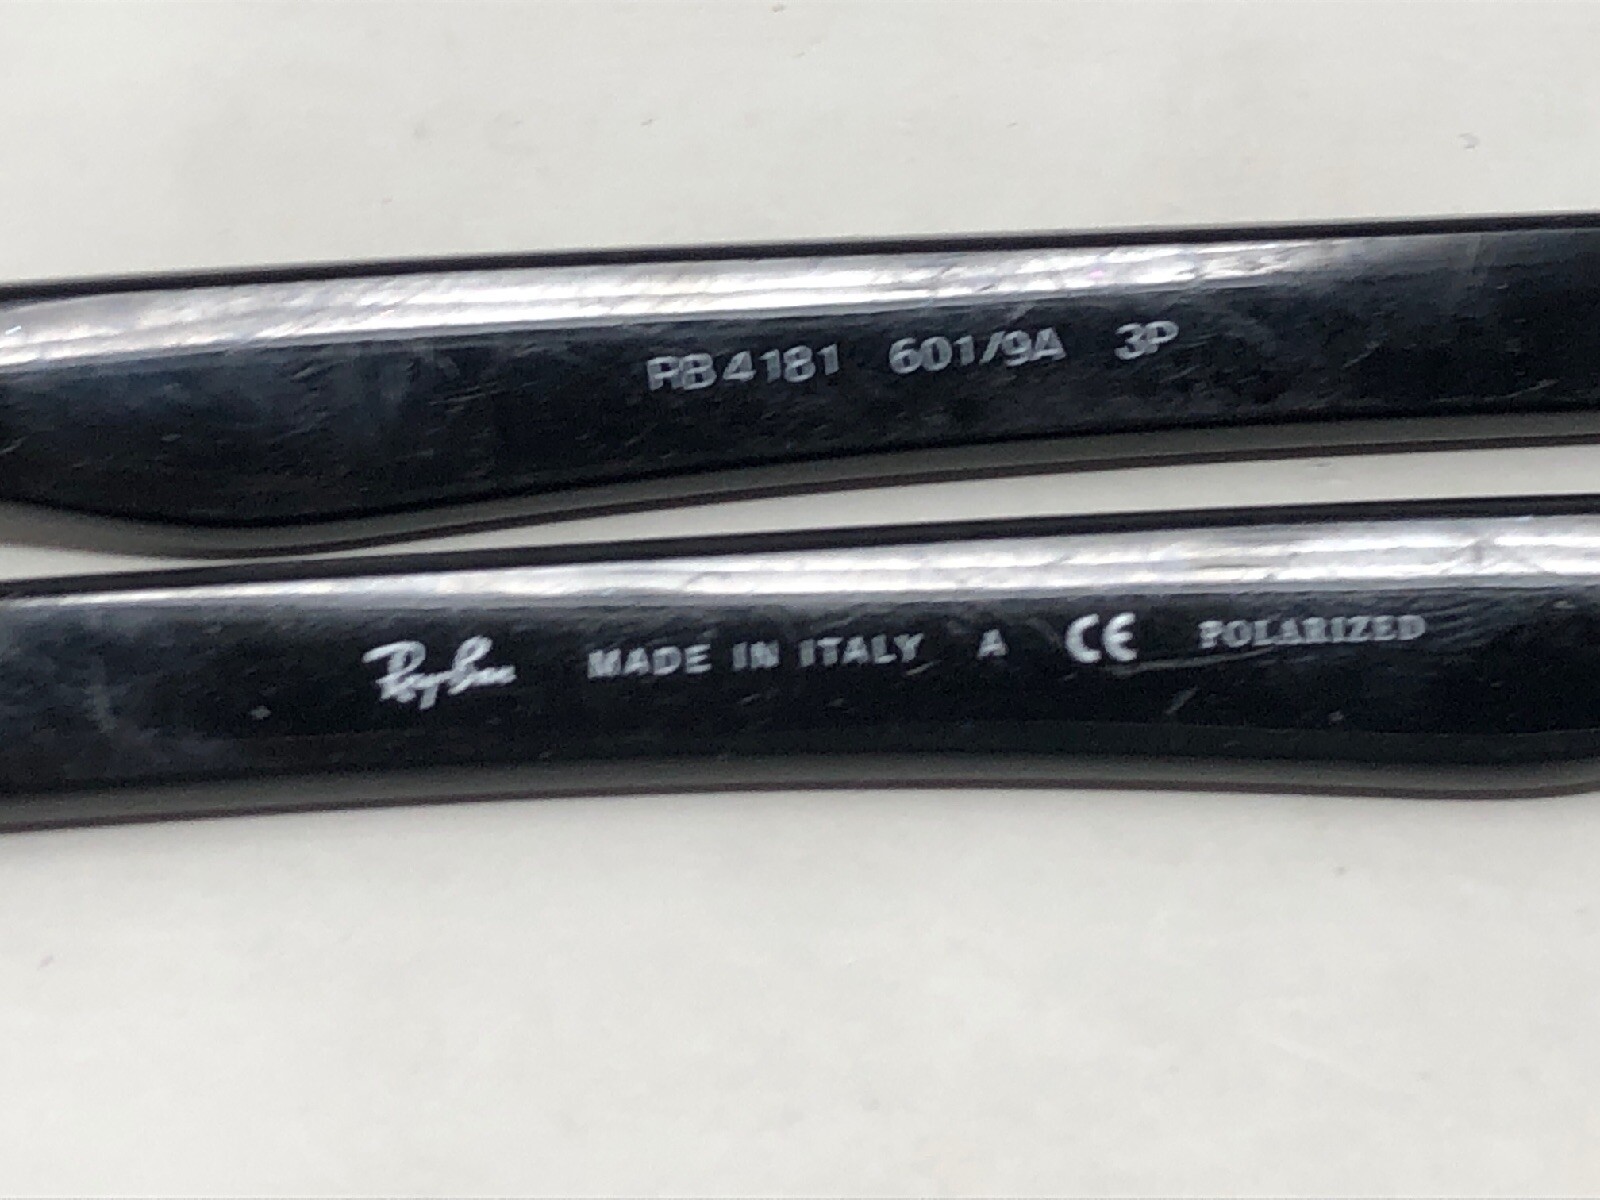 RB4181 601/9A 3P
Ray-Ban MADE IN ITALY A CE POLARIZED